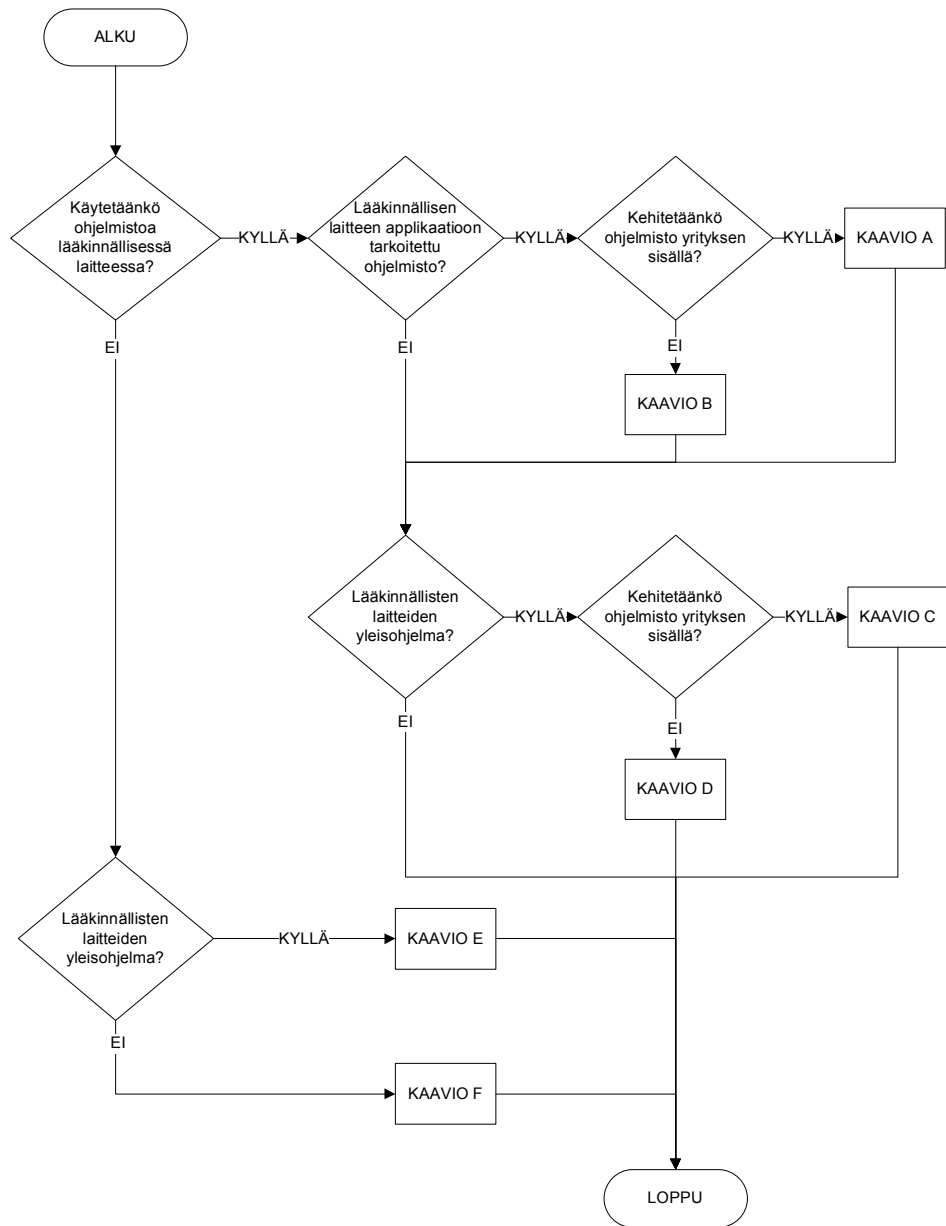 ALKU
Käytetäänkö
ohjelmistoa
lääkinnällisessä
laitteessa?
KYLLÄ
Lääkinnällisen
laitteen applikaatioon
tarkoitettu
ohjelmisto?
KYLLÄ
Kehitetäänkö
ohjelmisto yrityksen
sisällä?
KYLLÄ
KAAVIO A
EI
EI
EI
KAAVIO B
Lääkinnällisten
laitteiden
yleisohjelma?
KYLLÄ
Kehitetäänkö
ohjelmisto yrityksen
sisällä?
KYLLÄ
KAAVIO C
EI
EI
KAAVIO D
Lääkinnällisten
laitteiden
yleisohjelma?
KYLLÄ
KAAVIO E
EI
KAAVIO F
LOPPU